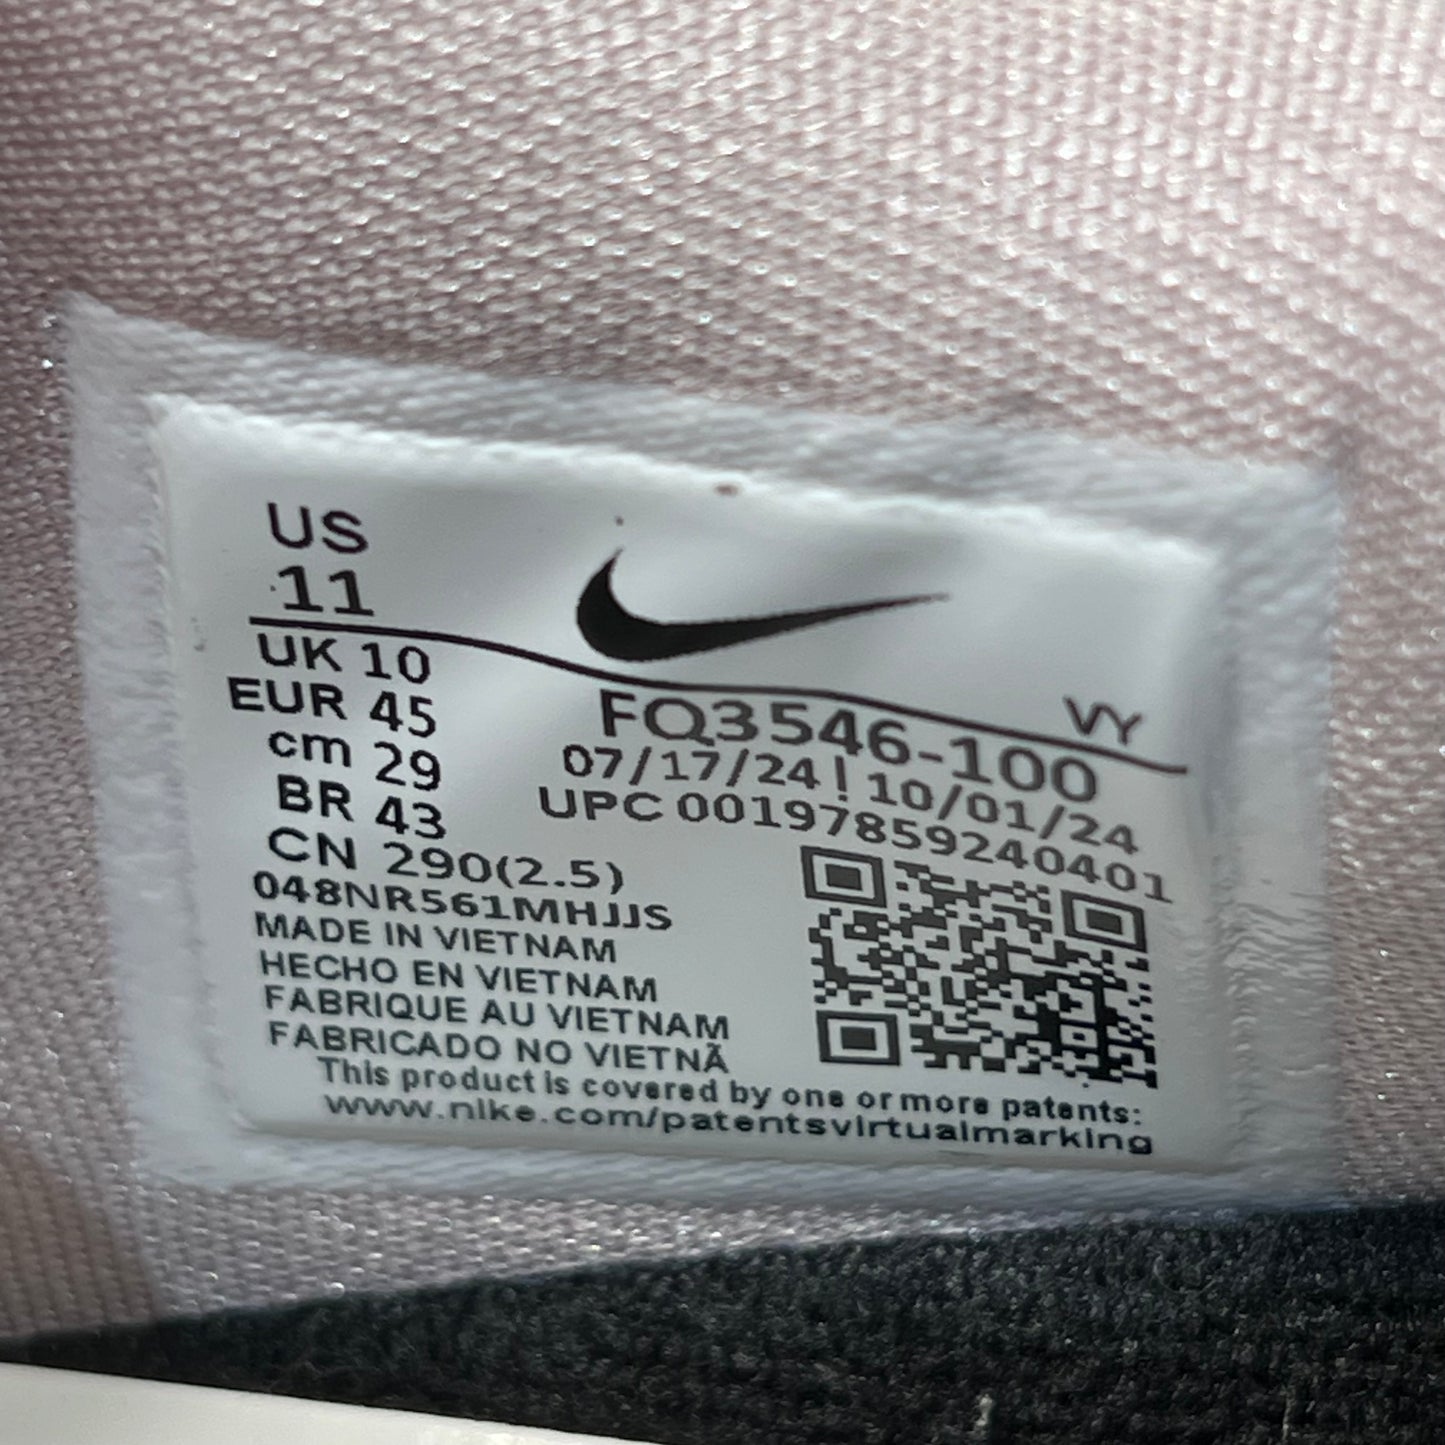 US
11
UK 10
EUR 45
cm 29
BR 43
CN 290(2.5)
VY
FQ3546-100
07/17/24 ! 10/01/24
UPC 00197859240401
048NR561MHJJS
MADE IN VIETNAM
HECHO EN VIETNAM
FABRIQUE AU VIETNAM
FABRICADO NO VIETNÃ
This product is covered by one or more patents:
www.nike.com/patentsvirtualmarking